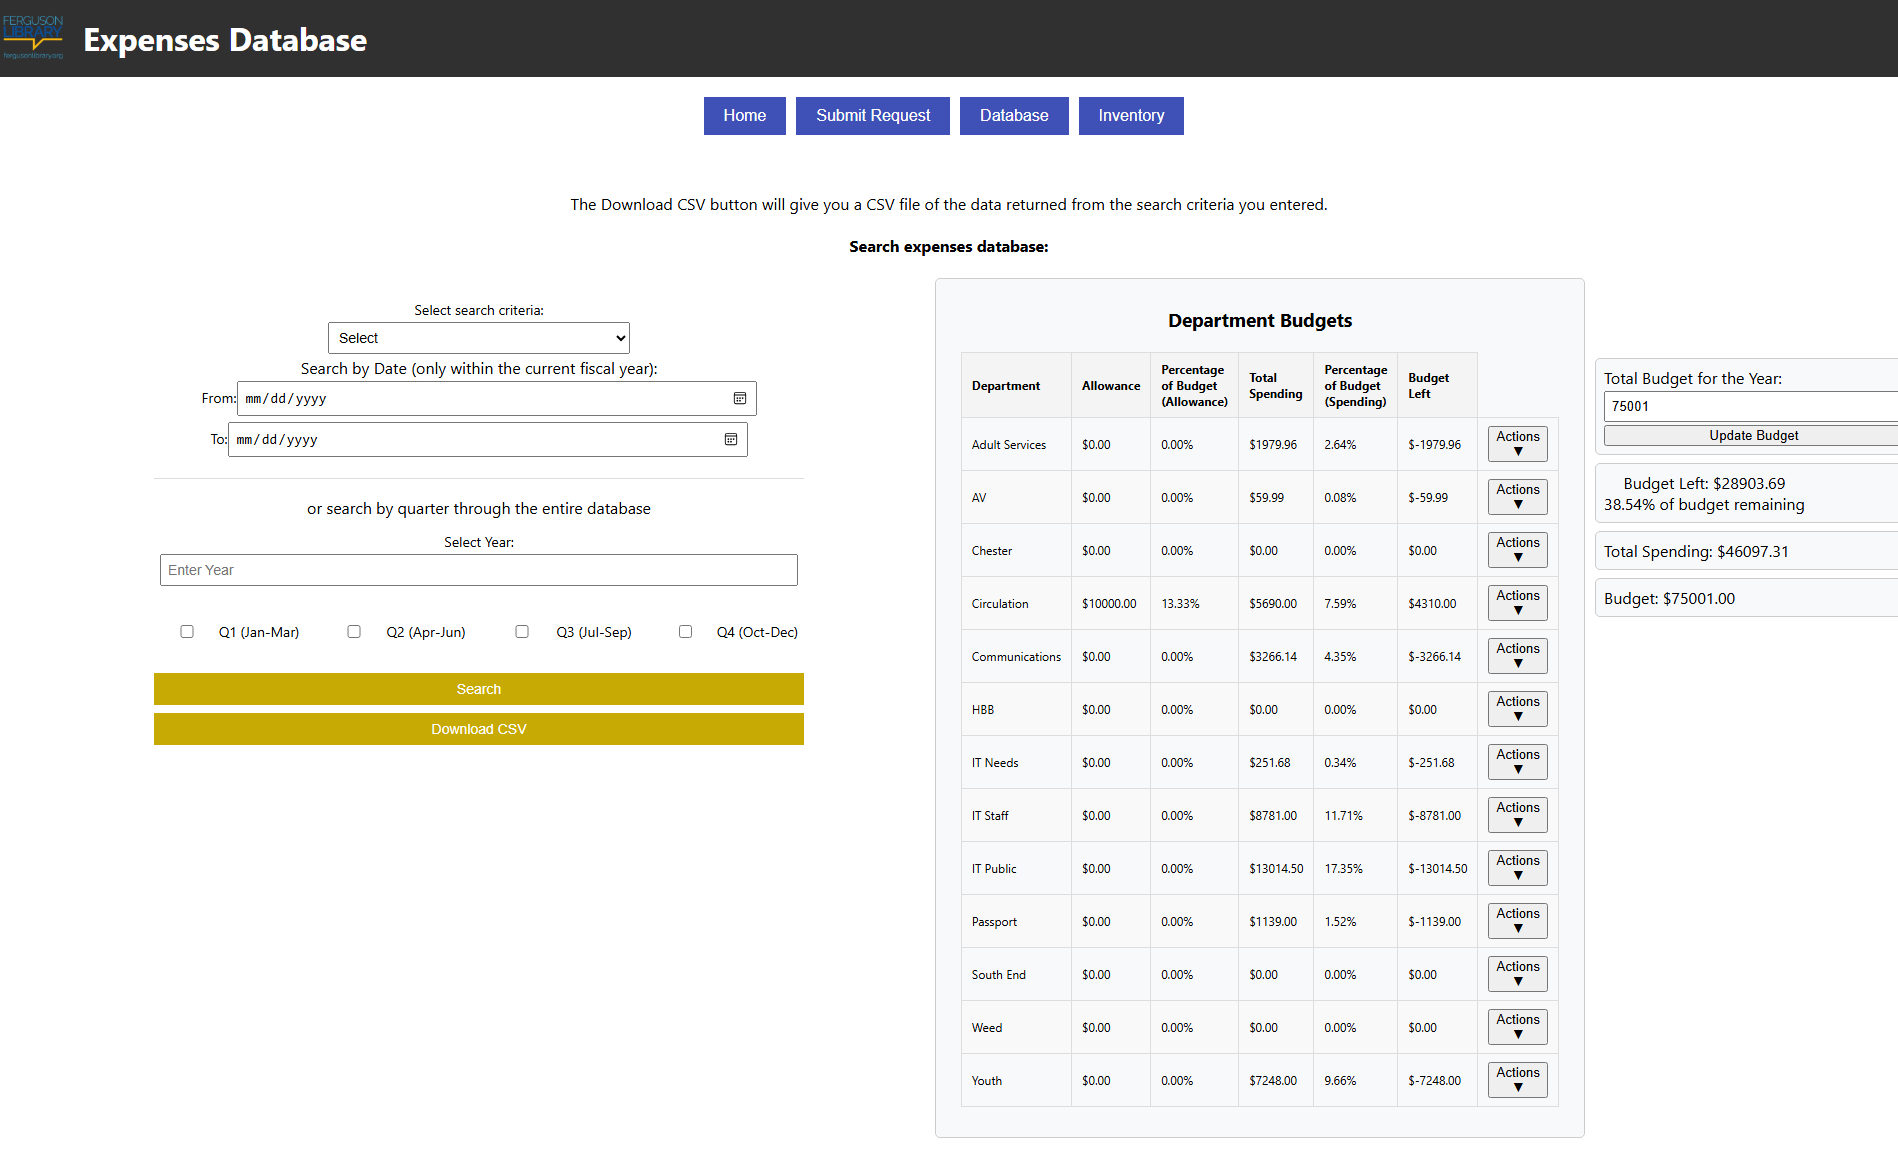 FERGUSON
LIBRARY
fergusonlibrary.org
Expenses Database
Home Submit Request Database Inventory
The Download CSV button will give you a CSV file of the data returned from the search criteria you entered.
Search expenses database:
Select search criteria:
Select
Search by Date (only within the current fiscal year):
From: mm/dd/yyyy
To: mm/dd/yyyy
or search by quarter through the entire database
Select Year:
Enter Year
Q1 (Jan-Mar) Q2 (Apr-Jun) Q3 (Jul-Sep) Q4 (Oct-Dec)
Search
Download CSV
Department Budgets
Department Allowance Percentage of Budget (Allowance) Total Spending Percentage of Budget (Spending) Budget Left
Adult Services $0.00 0.00% $1979.96 2.64% $-1979.96 Actions ▼
AV $0.00 0.00% $59.99 0.08% $-59.99 Actions ▼
Chester $0.00 0.00% $0.00 0.00% $0.00 Actions ▼
Circulation $10000.00 13.33% $5690.00 7.59% $4310.00 Actions ▼
Communications $0.00 0.00% $3266.14 4.35% $-3266.14 Actions ▼
HBB $0.00 0.00% $0.00 0.00% $0.00 Actions ▼
IT Needs $0.00 0.00% $251.68 0.34% $-251.68 Actions ▼
IT Staff $0.00 0.00% $8781.00 11.71% $-8781.00 Actions ▼
IT Public $0.00 0.00% $13014.50 17.35% $-13014.50 Actions ▼
Passport $0.00 0.00% $1139.00 1.52% $-1139.00 Actions ▼
South End $0.00 0.00% $0.00 0.00% $0.00 Actions ▼
Weed $0.00 0.00% $0.00 0.00% $0.00 Actions ▼
Youth $0.00 0.00% $7248.00 9.66% $-7248.00 Actions ▼
Total Budget for the Year:
75001
Update Budget
Budget Left: $28903.69
38.54% of budget remaining
Total Spending: $46097.31
Budget: $75001.00